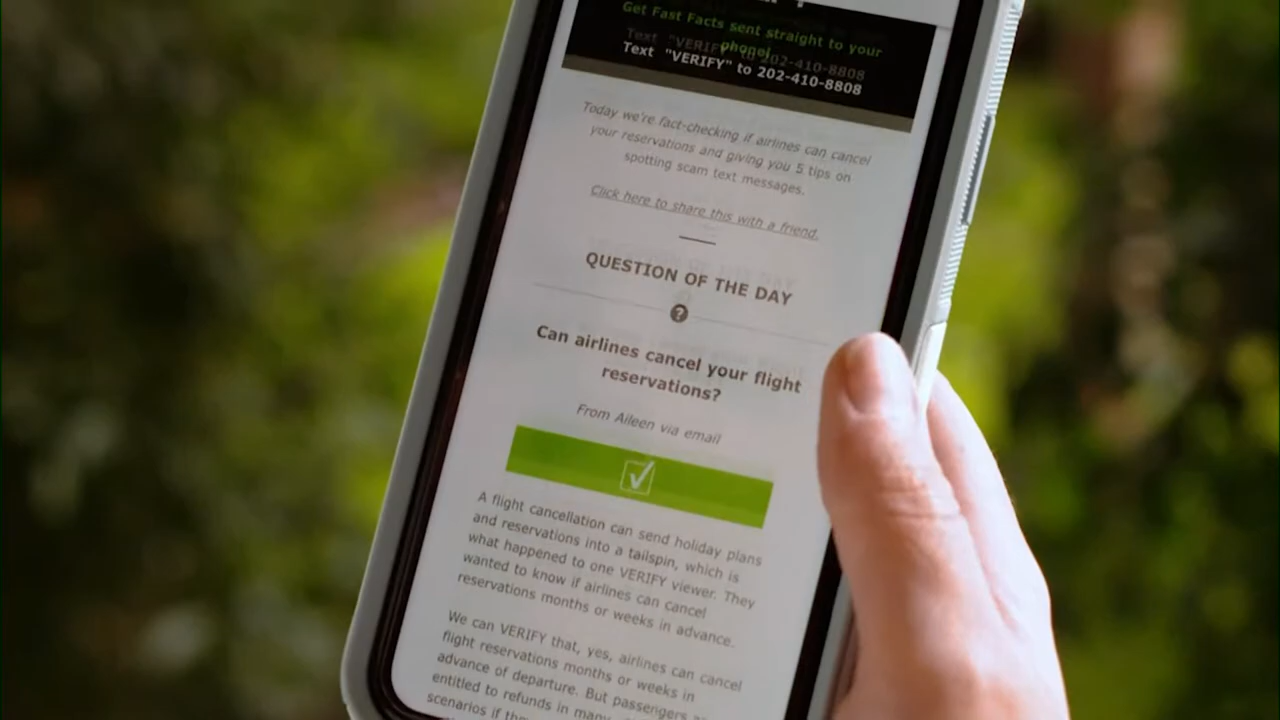 Get Fast Facts sent straight to your
phone!
Text "VERIFY" to 202-410-8808
Text "VERIFY" to 202-410-8808
Today we're fact-checking if airlines can cancel
your reservations and giving you 5 tips on
spotting scam text messages.
Click here to share this with a friend.
QUESTION OF THE DAY
?
Can airlines cancel your flight
reservations?
From Aileen via email
A flight cancellation can send holiday plans
and reservations into a tailspin, which is
what happened to one VERIFY viewer. They
wanted to know if airlines can cancel
reservations months or weeks in advance.
We can VERIFY that, yes, airlines can cancel
flight reservations months or weeks in
advance of departure. But passengers
entitled to refunds in many
scenarios if